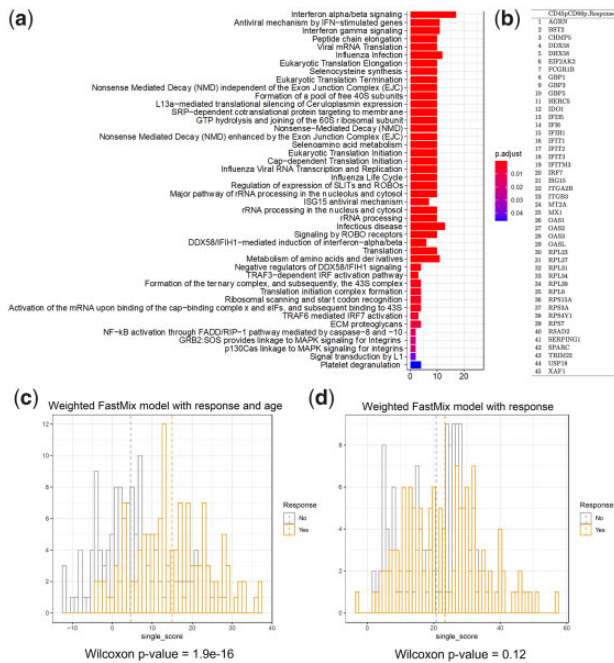 (a)
Interferon alpha/beta signaling
Antiviral mechanism by IFN-stimulated genes
Interferon gamma signaling
Peptide chain elongation
Viral mRNA Translation
Influenza Infection
Eukaryotic Translation Elongation
Selenocysteine synthesis
Eukaryotic Translation Termination
Nonsense Mediated Decay (NMD) independent of the Exon Junction Complex (EJC)
Formation of a pool of free 40S subunits
L13a-mediated translational silencing of Ceruloplasmin expression
SRP-dependent cotranslational protein targeting to membrane
GTP hydrolysis and joining of the 60S ribosomal subunit
Nonsense-Mediated Decay (NMD)
Nonsense Mediated Decay (NMD) enhanced by the Exon Junction Complex (EJC)
Selenoamino acid metabolism
Eukaryotic Translation Initiation
Cap-dependent Translation Initiation
Influenza Viral RNA Transcription and Replication
Influenza Life Cycle
Regulation of expression of SLITs and ROBOs
Major pathway of rRNA processing in the nucleolus and cytosol
ISG15 antiviral mechanism
rRNA processing in the nucleus and cytosol
rRNA processing
Infectious disease
Signaling by ROBO receptors
DDX58/IFIH1-mediated induction of interferon-alpha/beta
Translation
Metabolism of amino acids and derivatives
Negative regulators of DDX58/IFIH1 signaling
TRAF3-dependent IRF activation pathway
Formation of the ternary complex, and subsequently, the 43S complex
Translation initiation complex formation
Ribosomal scanning and start codon recognition
Activation of the mRNA upon binding of the cap-binding complex and eIFs, and subsequent binding to 43S
TRAF6 mediated IRF7 activation
ECM proteoglycans
NF-kB activation through FADD/RIP-1 pathway mediated by caspase-8 and -10
GRB2:SOS provides linkage to MAPK signaling for Integrins
p130Cas linkage to MAPK signaling for integrins
Signal transduction by L1
Platelet degranulation
0 10 20
p.adjust
0.01
0.02
0.03
0.04
(b)
CD45pCD66p.Response
1 AGRN
2 BST2
3 CHMP5
4 DDX58
5 DHX58
6 EIF2AK2
7 FCGR1B
8 GBP1
9 GBP3
10 GBP5
11 HERC5
12 IDO1
13 IFI35
14 IFI6
15 IFIH1
16 IFIT1
17 IFIT2
18 IFIT3
19 IFITM3
20 IRF7
21 ISG15
22 ITGA2B
23 ITGB3
24 MT2A
25 MX1
26 OAS1
27 OAS2
28 OAS3
29 OASL
30 RPL23
31 RPL27
32 RPL31
33 RPL34
34 RPL39
35 RPL9
36 RPS15A
37 RPS3A
38 RPS4Y1
39 RPS7
40 RSAD2
41 SERPING1
42 SPARC
43 TRIM22
44 USP18
45 XAF1
(c)
Weighted FastMix model with response and age
12
10
8
6
4
2
0
-10 0 10 20 30 40
single_score
Response
No
Yes
Wilcoxon p-value = 1.9e-16
(d)
Weighted FastMix model with response
8
6
4
2
0
0 20 40 60
single_score
Response
No
Yes
Wilcoxon p-value = 0.12